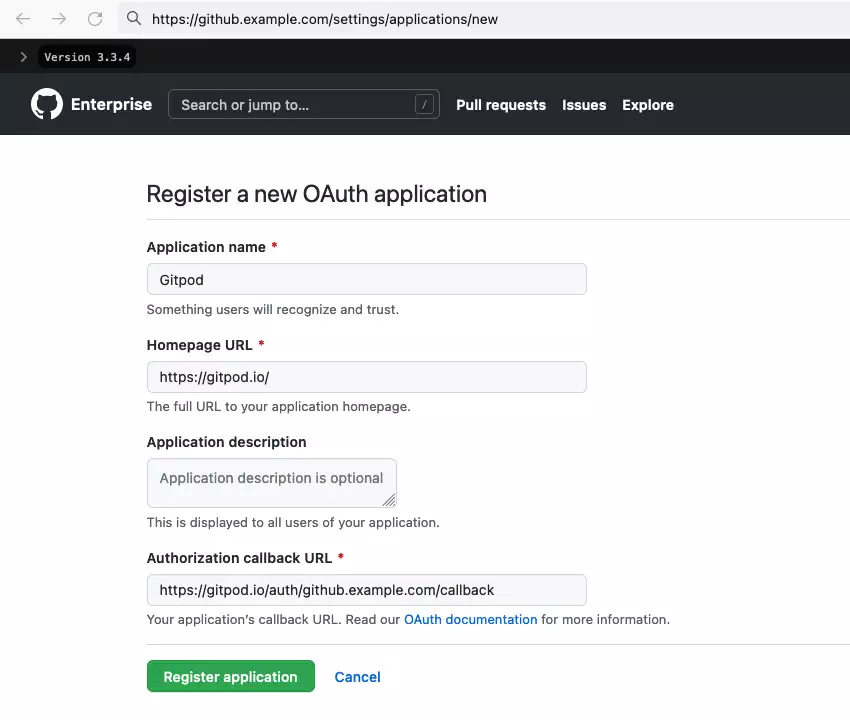 https://github.example.com/settings/applications/new
Version 3.3.4
Enterprise Search or jump to... / Pull requests Issues Explore
Register a new OAuth application
Application name *
Gitpod
Something users will recognize and trust.
Homepage URL *
https://gitpod.io/
The full URL to your application homepage.
Application description
Application description is optional
This is displayed to all users of your application.
Authorization callback URL *
https://gitpod.io/auth/github.example.com/callback
Your application's callback URL. Read our OAuth documentation for more information.
Register application Cancel